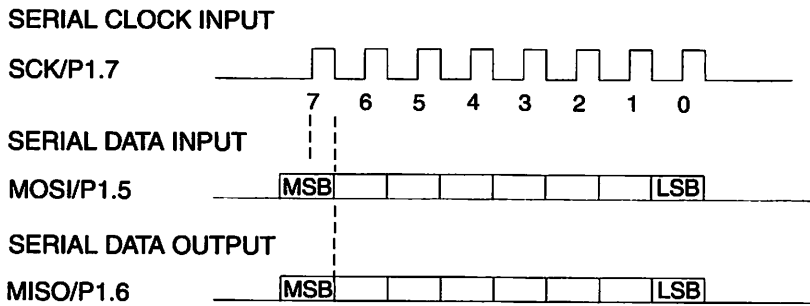 SERIAL CLOCK INPUT
SCK/P1.7
7 6 5 4 3 2 1 0
SERIAL DATA INPUT
MOSI/P1.5 MSB LSB
SERIAL DATA OUTPUT
MISO/P1.6 MSB LSB